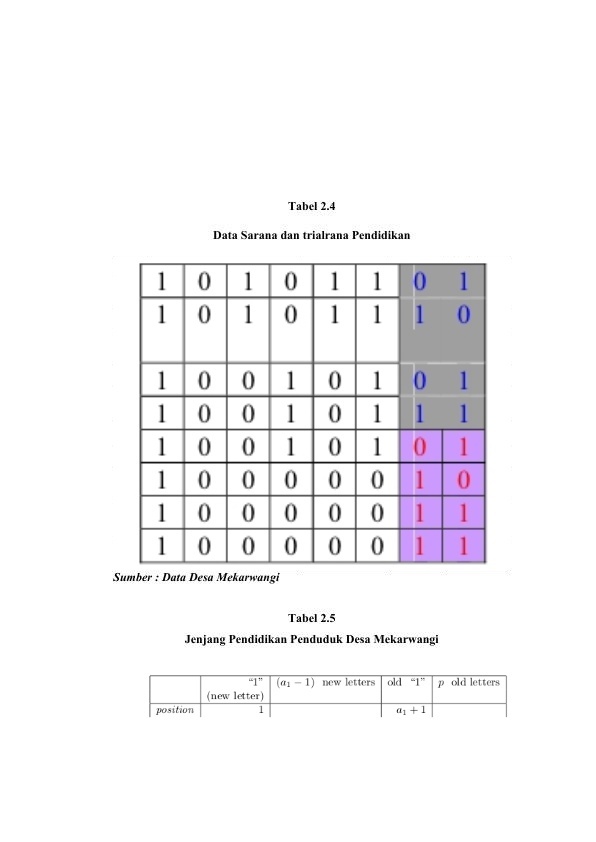 Tabel 2.4
Data Sarana dan trialrana Pendidikan
1 0 1 0 1 1 0 1
1 0 1 0 1 1 1 0
1 0 0 1 0 1 0 1
1 0 0 1 0 1 1 1
1 0 0 1 0 1 0 1
1 0 0 0 0 0 1 0
1 0 0 0 0 0 1 1
1 0 0 0 0 0 1 1
Sumber : Data Desa Mekarwangi
Tabel 2.5
Jenjang Pendidikan Penduduk Desa Mekarwangi
“1” (a₁ − 1) new letters old “1” p old letters
(new letter)
position 1 a₁ + 1